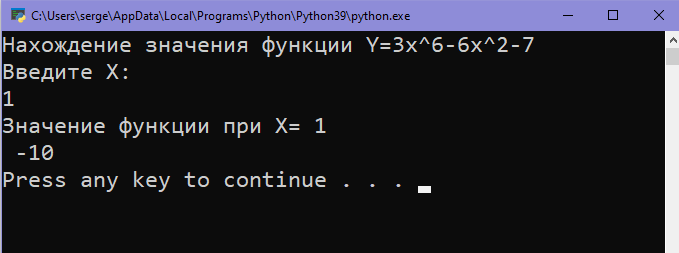 C:\Users\serge\AppData\Local\Programs\Python\Python39\python.exe
Нахождение значения функции Y=3x^6-6x^2-7
Введите X:
1
Значение функции при X= 1
 -10
Press any key to continue . . .